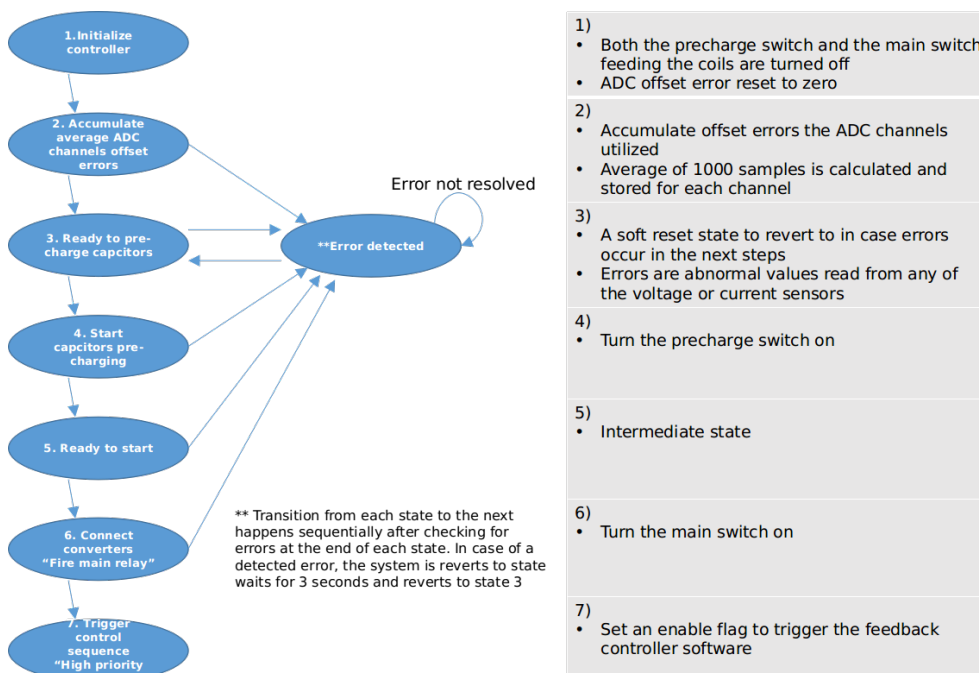 1.Initialize
controller
2. Accumulate
average ADC
channels offset
errors
3. Ready to pre-
charge capcitors
4. Start
capcitors pre-
charging
5. Ready to start
6. Connect
converters
“Fire main relay”
7. Trigger
control
sequence
“High priority
Error not resolved
**Error detected
** Transition from each state to the next
happens sequentially after checking for
errors at the end of each state. In case of a
detected error, the system is reverts to state
waits for 3 seconds and reverts to state 3
1)
• Both the precharge switch and the main switch
feeding the coils are turned off
• ADC offset error reset to zero
2)
• Accumulate offset errors the ADC channels
utilized
• Average of 1000 samples is calculated and
stored for each channel
3)
• A soft reset state to revert to in case errors
occur in the next steps
• Errors are abnormal values read from any of
the voltage or current sensors
4)
• Turn the precharge switch on
5)
• Intermediate state
6)
• Turn the main switch on
7)
• Set an enable flag to trigger the feedback
controller software